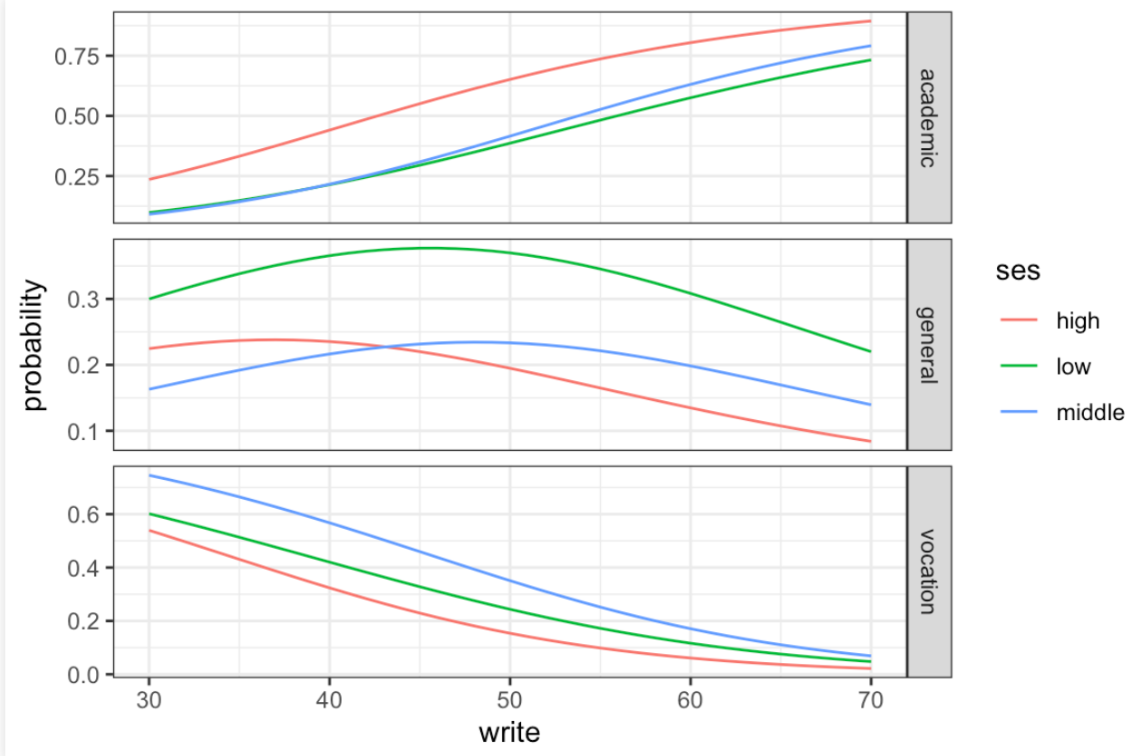 probability
0.75
0.50
0.25
academic
0.3
0.2
0.1
general
0.6
0.4
0.2
0.0
vocation
30 40 50 60 70
write
ses
high
low
middle